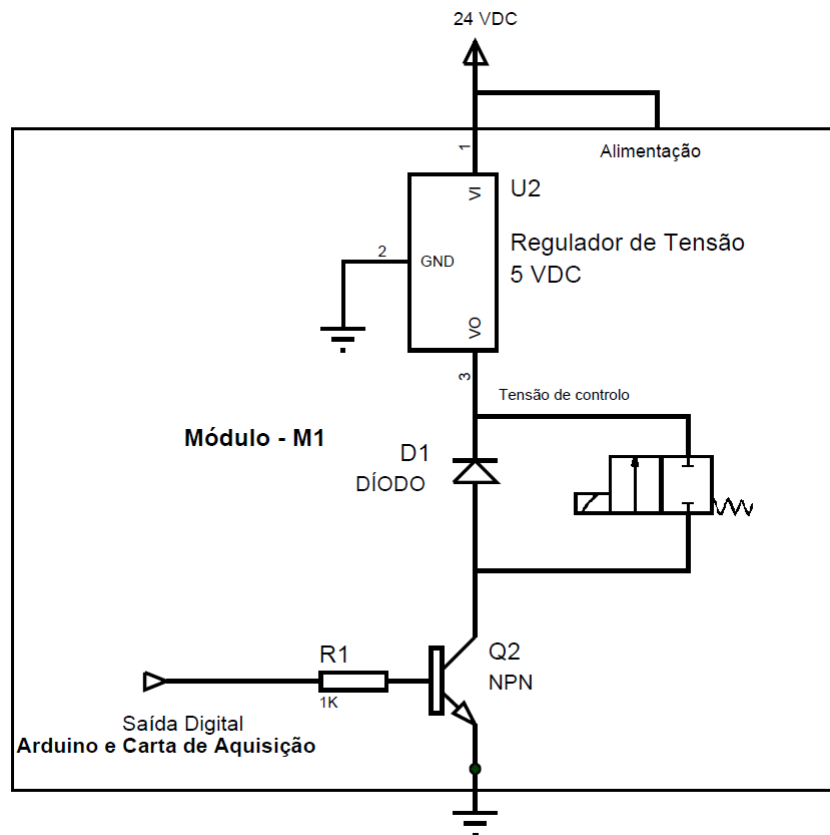 24 VDC
Alimentação
1
VI
U2
Regulador de Tensão
5 VDC
2
GND
VO
3
Tensão de controlo
Módulo - M1
D1
DÍODO
R1
1K
Q2
NPN
Saída Digital
Arduino e Carta de Aquisição